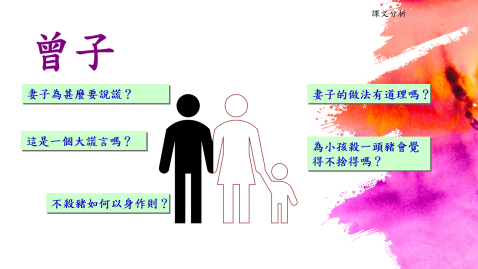 課文分析
曾子
妻子為甚麼要說謊？
妻子的做法有道理嗎？
這是一個大謊言嗎？
為小孩殺一頭豬會覺
得不捨得嗎？
不殺豬如何以身作則？